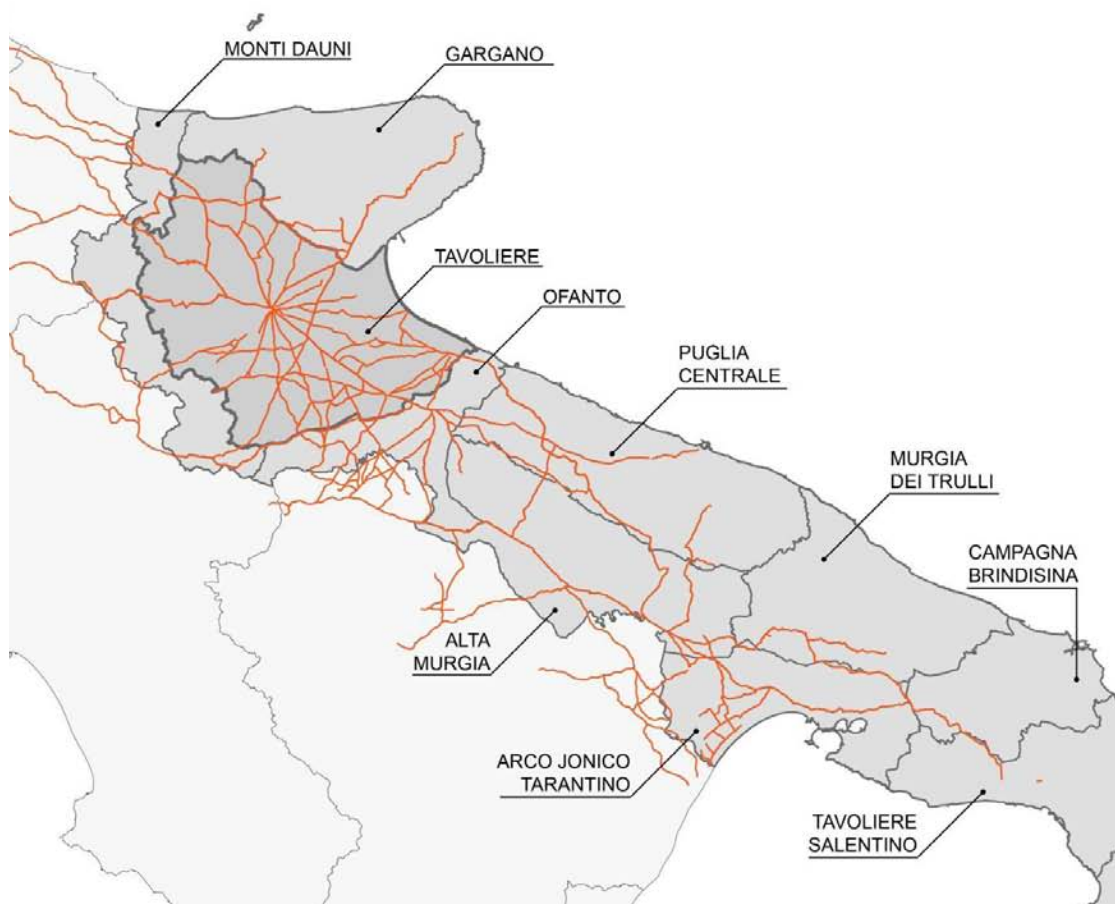 MONTI DAUNI
GARGANO
TAVOLIERE
OFANTO
PUGLIA
CENTRALE
MURGIA
DEI TRULLI
CAMPAGNA
BRINDISINA
ALTA
MURGIA
ARCO JONICO
TARANTINO
TAVOLIERE
SALENTINO